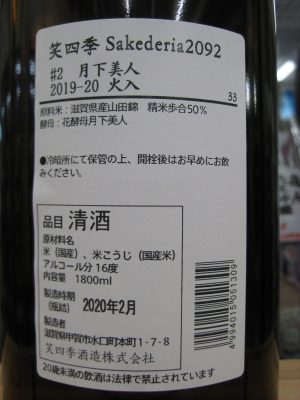 笑四季 Sakederia2092
#2 月下美人
2019-20 火入
33
原料米：滋賀県産山田錦 精米歩合50%
酵母：花酵母月下美人
●冷暗所にて保管の上、開栓後はお早めにお飲
みください。
品目 清酒
原材料名
米（国産）、米こうじ（国産米）
アルコール分 16度
内容量 1800ml
製造時期
（瓶詰）
2020年2月
製造者
滋賀県甲賀市水口町本町1-7-8
笑四季酒造株式会社
20歳未満の飲酒は法律で禁止されています
4994015051309